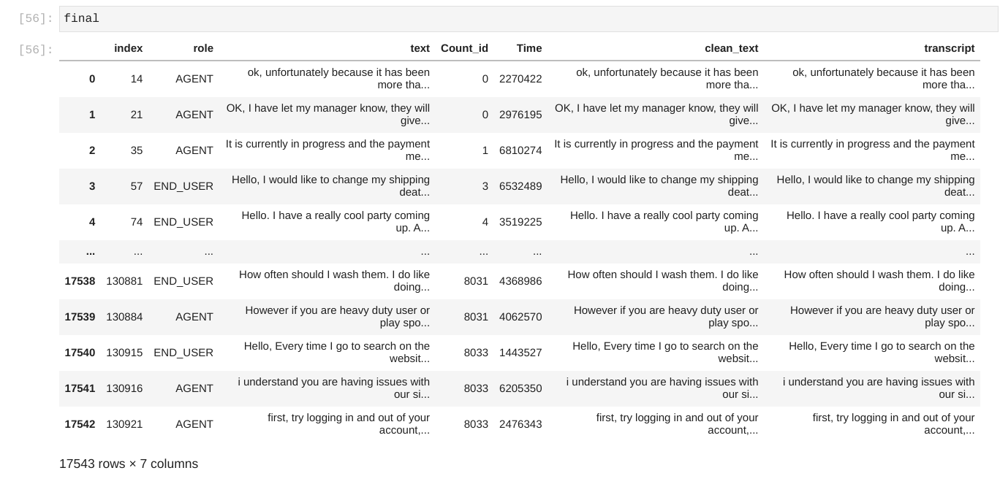 [56]: final
[56]: index role text Count_id Time clean_text transcript
0 14 AGENT ok, unfortunately because it has been more tha... 0 2270422 ok, unfortunately because it has been more tha... ok, unfortunately because it has been more tha...
1 21 AGENT OK, I have let my manager know, they will give... 0 2976195 OK, I have let my manager know, they will give... OK, I have let my manager know, they will give...
2 35 AGENT It is currently in progress and the payment me... 1 6810274 It is currently in progress and the payment me... It is currently in progress and the payment me...
3 57 END_USER Hello, I would like to change my shipping deat... 3 6532489 Hello, I would like to change my shipping deat... Hello, I would like to change my shipping deat...
4 74 END_USER Hello. I have a really cool party coming up. A... 4 3519225 Hello. I have a really cool party coming up. A... Hello. I have a really cool party coming up. A...
... ... ... ... ... ... ... ...
17538 130881 END_USER How often should I wash them. I do like doing... 8031 4368986 How often should I wash them. I do like doing... How often should I wash them. I do like doing...
17539 130884 AGENT However if you are heavy duty user or play spo... 8031 4062570 However if you are heavy duty user or play spo... However if you are heavy duty user or play spo...
17540 130915 END_USER Hello, Every time I go to search on the websit... 8033 1443527 Hello, Every time I go to search on the websit... Hello, Every time I go to search on the websit...
17541 130916 AGENT i understand you are having issues with our si... 8033 6205350 i understand you are having issues with our si... i understand you are having issues with our si...
17542 130921 AGENT first, try logging in and out of your account,... 8033 2476343 first, try logging in and out of your account,... first, try logging in and out of your account,...
17543 rows × 7 columns